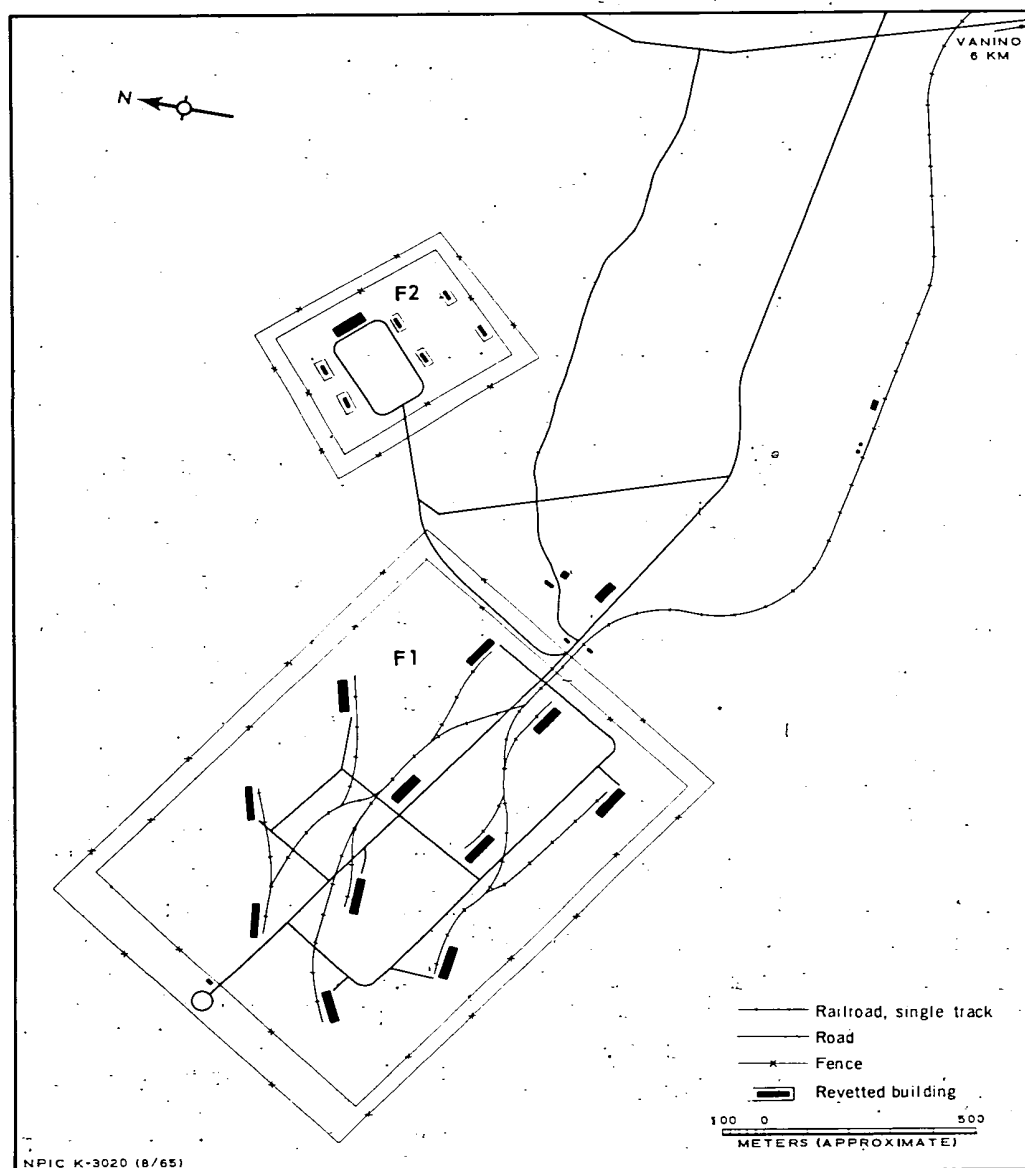 VANINO
6 KM
N
F2
F1
Railroad, single track
Road
Fence
Revetted building
100 0 500
METERS (APPROXIMATE)
NPIC K-3020 (8/65)